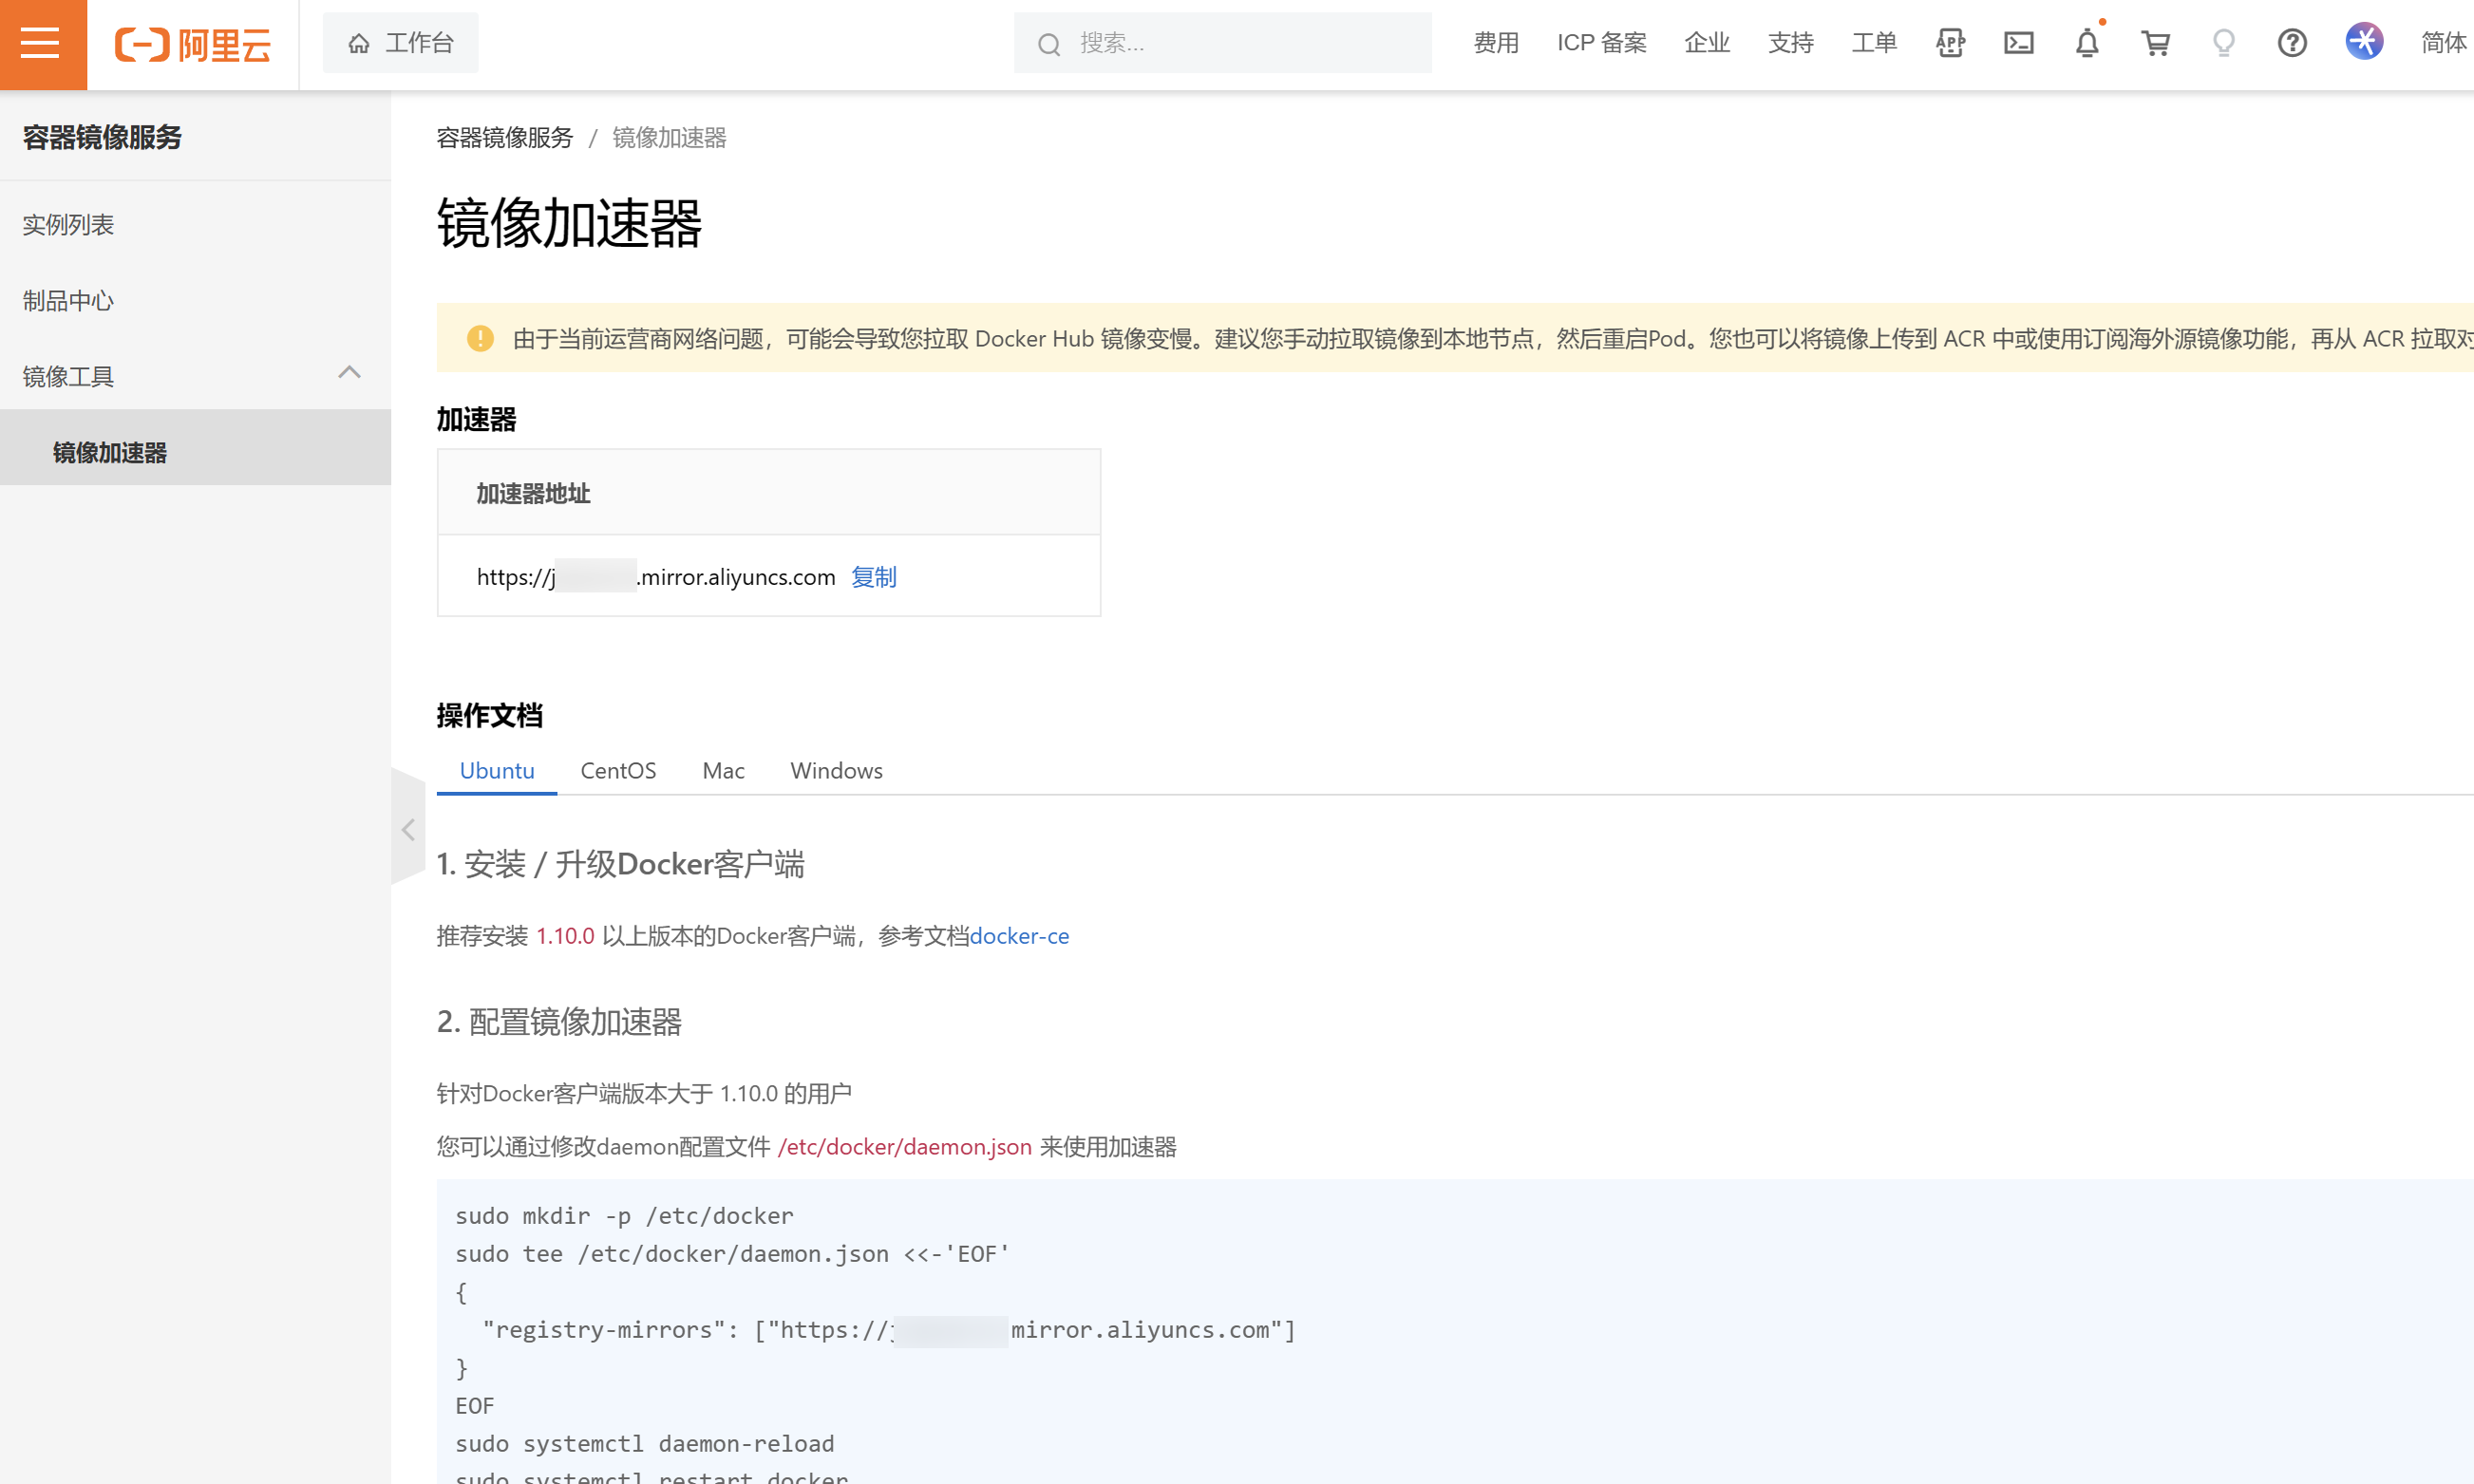 阿里云
工作台
搜索...
费用
ICP 备案
企业
支持
工单
APP
简体
容器镜像服务
实例列表
制品中心
镜像工具
镜像加速器
容器镜像服务 / 镜像加速器
镜像加速器
由于当前运营商网络问题，可能会导致您拉取 Docker Hub 镜像变慢。建议您手动拉取镜像到本地节点，然后重启Pod。您也可以将镜像上传到 ACR 中或使用订阅海外源镜像功能，再从 ACR 拉取对
加速器
加速器地址
https://j .mirror.aliyuncs.com 复制
操作文档
Ubuntu CentOS Mac Windows
1. 安装 / 升级Docker客户端
推荐安装 1.10.0 以上版本的Docker客户端，参考文档docker-ce
2. 配置镜像加速器
针对Docker客户端版本大于 1.10.0 的用户
您可以通过修改daemon配置文件 /etc/docker/daemon.json 来使用加速器
sudo mkdir -p /etc/docker
sudo tee /etc/docker/daemon.json <<-'EOF'
{
"registry-mirrors": ["https://j mirror.aliyuncs.com"]
}
EOF
sudo systemctl daemon-reload
sudo systemctl restart docker